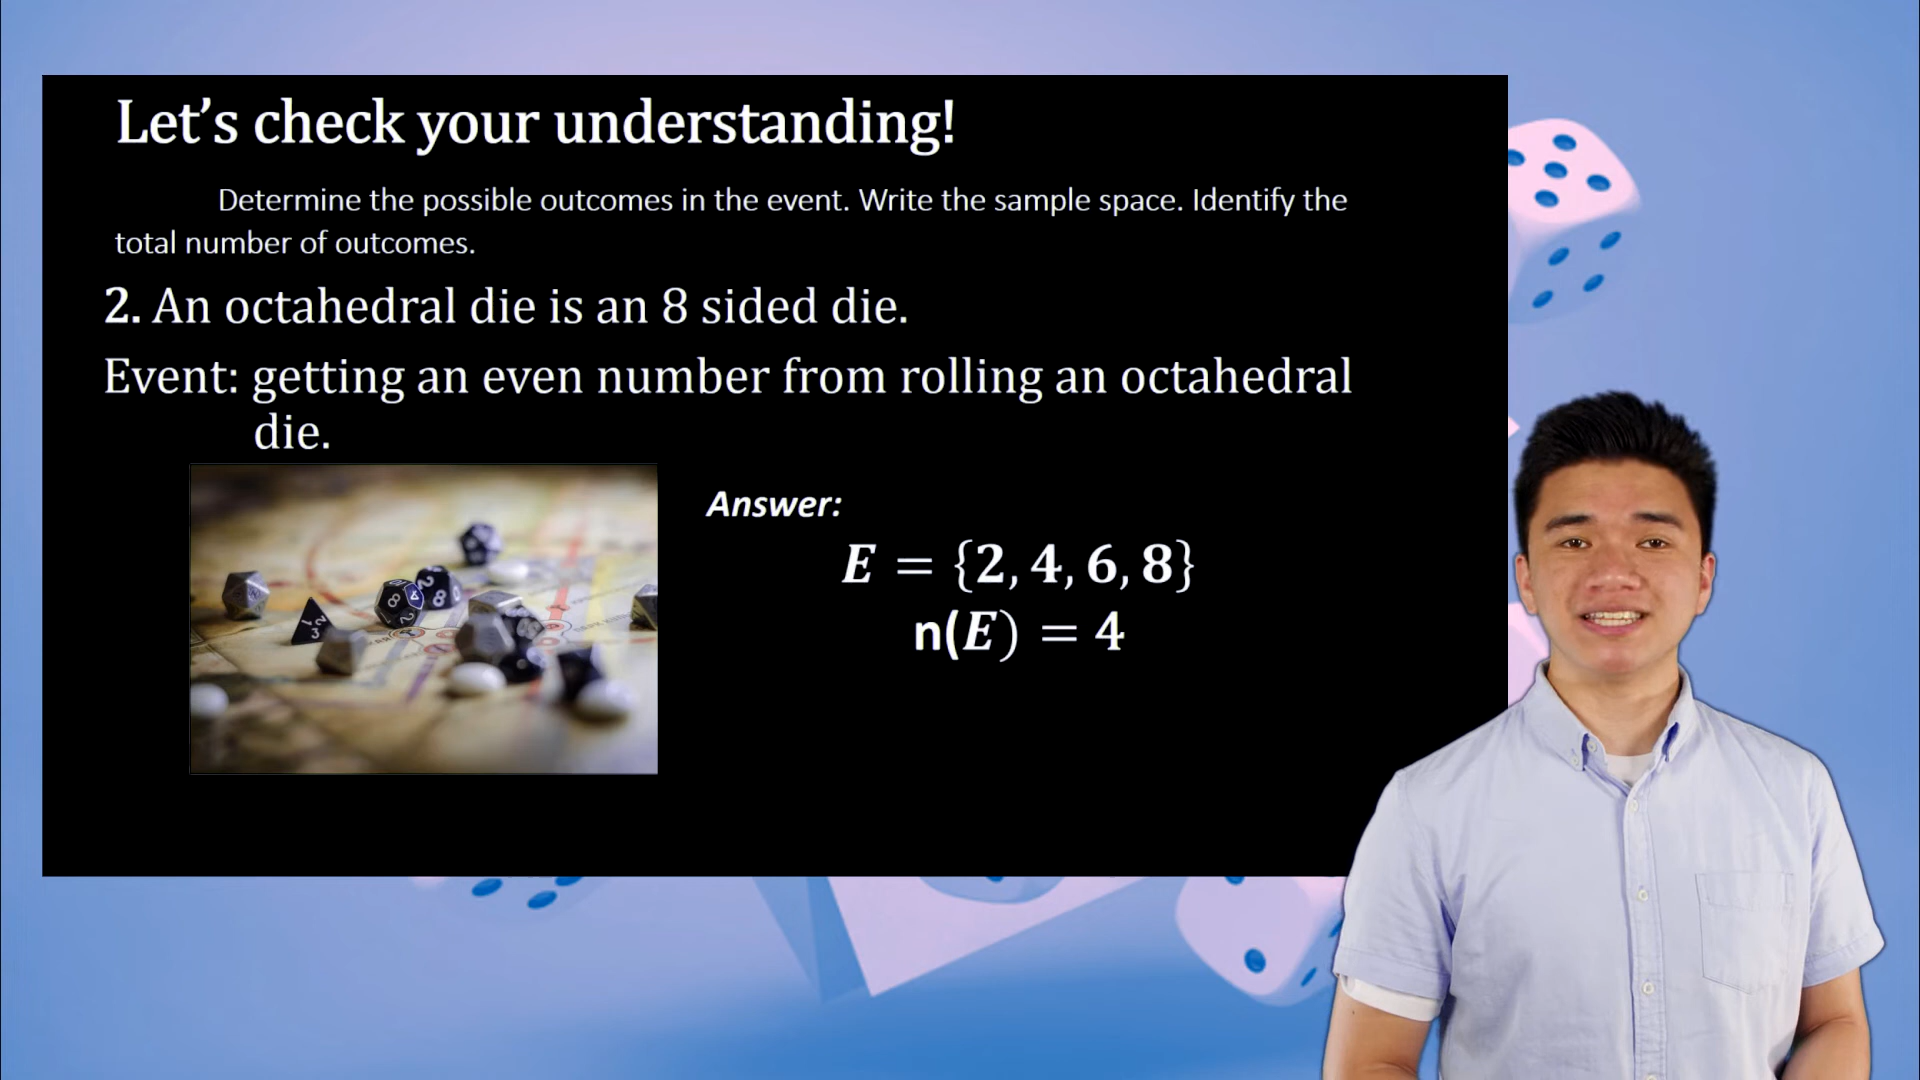 Let’s check your understanding!
Determine the possible outcomes in the event. Write the sample space. Identify the
total number of outcomes.
2. An octahedral die is an 8 sided die.
Event: getting an even number from rolling an octahedral
die.
Answer:
E = {2, 4, 6, 8}
n(E) = 4